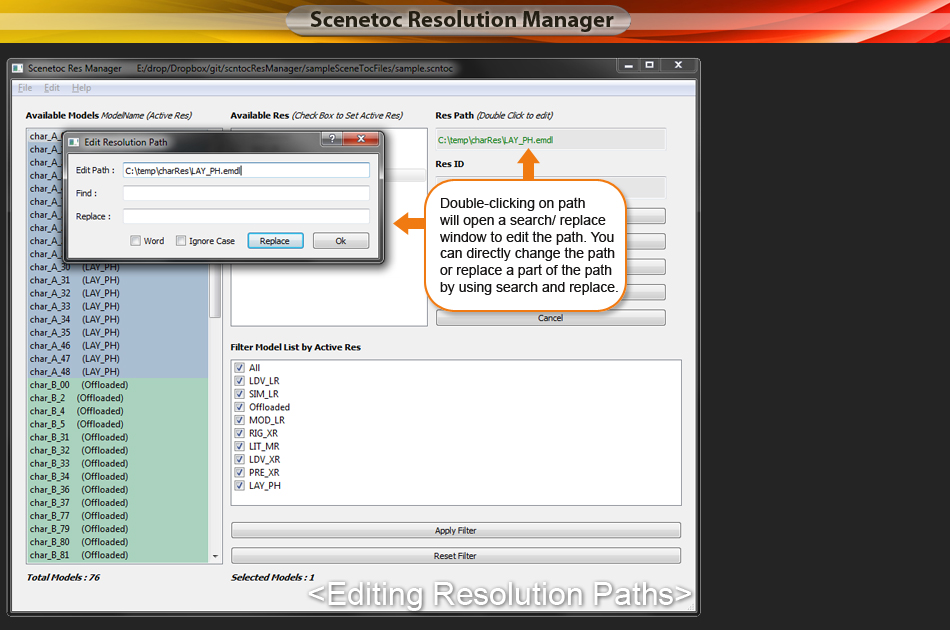 Scenetoc Resolution Manager
Scenetoc Res Manager E:/drop/Dropbox/git/scntocResManager/sampleSceneTocFiles/sample.scntoc
File Edit Help
Available Models ModelName (Active Res)
Available Res (Check Box to Set Active Res)
Res Path (Double Click to edit)
char_A_
char_A_
char_A_
char_A_
char_A_
char_A_
char_A_
char_A_
char_A_
char_A_
C:\temp\charRes\LAY_PH.emdl
Res ID
Edit Resolution Path
Edit Path : C:\temp\charRes\LAY_PH.emdl
Find :
Replace :
Word Ignore Case Replace Ok
Double-clicking on path
will open a search/ replace
window to edit the path. You
can directly change the path
or replace a part of the path
by using search and replace.
Cancel
char_A_30 (LAY_PH)
char_A_31 (LAY_PH)
char_A_32 (LAY_PH)
char_A_33 (LAY_PH)
char_A_34 (LAY_PH)
char_A_35 (LAY_PH)
char_A_46 (LAY_PH)
char_A_47 (LAY_PH)
char_A_48 (LAY_PH)
char_B_00 (Offloaded)
char_B_2 (Offloaded)
char_B_4 (Offloaded)
char_B_5 (Offloaded)
char_B_31 (Offloaded)
char_B_32 (Offloaded)
char_B_33 (Offloaded)
char_B_34 (Offloaded)
char_B_36 (Offloaded)
char_B_37 (Offloaded)
char_B_77 (Offloaded)
char_B_79 (Offloaded)
char_B_80 (Offloaded)
char_B_81 (Offloaded)
Filter Model List by Active Res
All
LDV_LR
SIM_LR
Offloaded
MOD_LR
RIG_XR
LIT_MR
LDV_XR
PRE_XR
LAY_PH
Apply Filter
Reset Filter
Total Models : 76
Selected Models : 1
<Editing Resolution Paths>